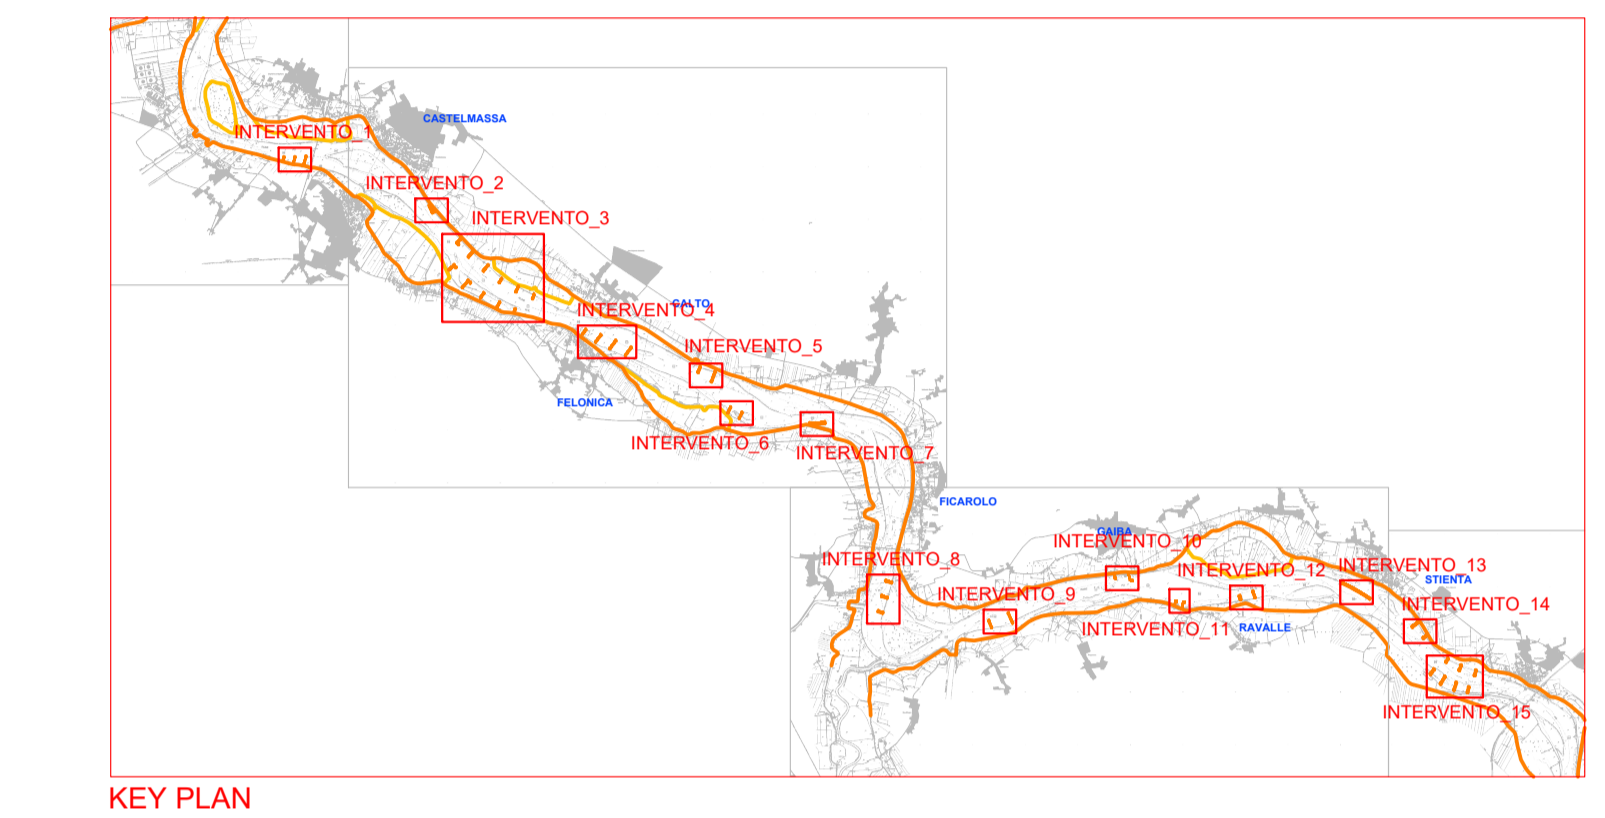 CASTELMASSA
INTERVENTO_1
INTERVENTO_2
INTERVENTO_3
CALTO
INTERVENTO_4
INTERVENTO_5
FELONICA
INTERVENTO_6
INTERVENTO_7
FICAROLO
GAIBA
INTERVENTO_10
INTERVENTO_8
INTERVENTO_13
INTERVENTO_12
STIENTA
INTERVENTO_9
INTERVENTO_14
INTERVENTO_11
RAVALLE
INTERVENTO_15
KEY PLAN